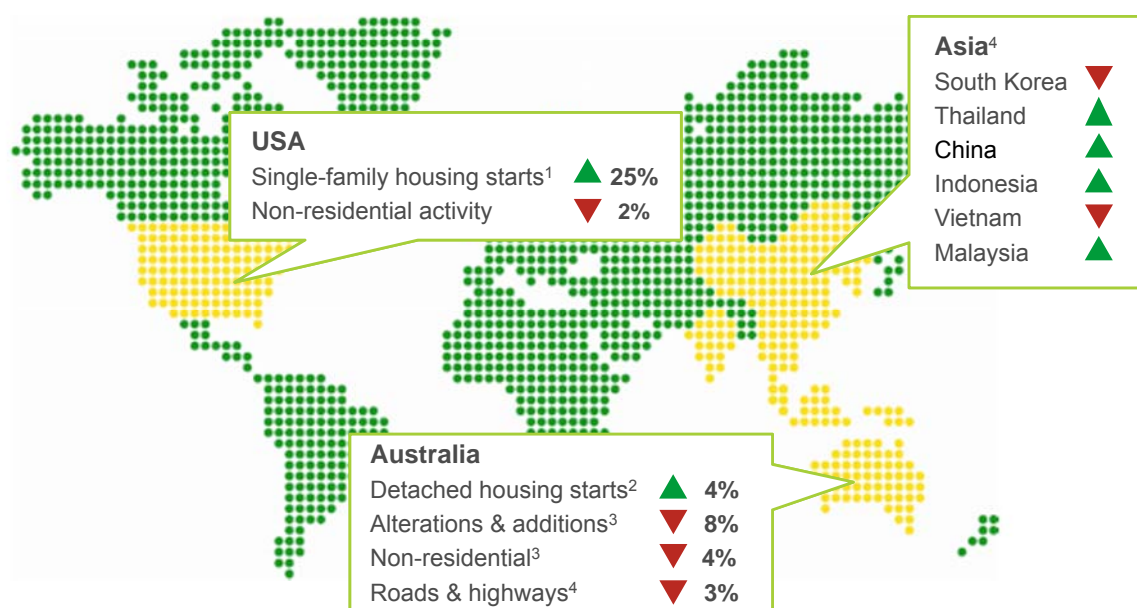 Asia⁴
South Korea
Thailand
China
Indonesia
Vietnam
Malaysia
USA
Single-family housing starts¹ 25%
Non-residential activity 2%
Australia
Detached housing starts² 4%
Alterations & additions³ 8%
Non-residential³ 4%
Roads & highways⁴ 3%